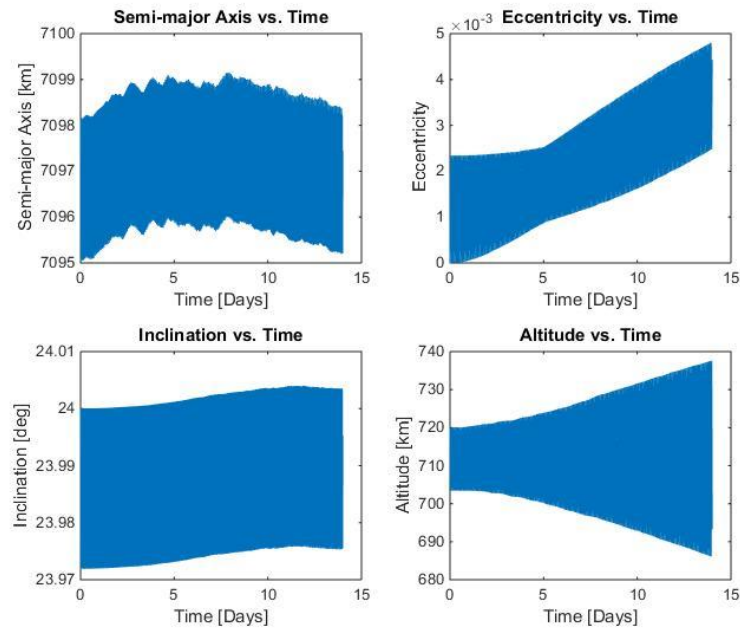 Semi-major Axis vs. Time
7100
7099
7098
7097
7096
7095
Semi-major Axis [km]
0 5 10 15
Time [Days]
×10⁻³ Eccentricity vs. Time
5
4
3
2
1
0
Eccentricity
0 5 10 15
Time [Days]
Inclination vs. Time
24.01
24
23.99
23.98
23.97
Inclination [deg]
0 5 10 15
Time [Days]
Altitude vs. Time
740
720
700
680
Altitude [km]
0 5 10 15
Time [Days]